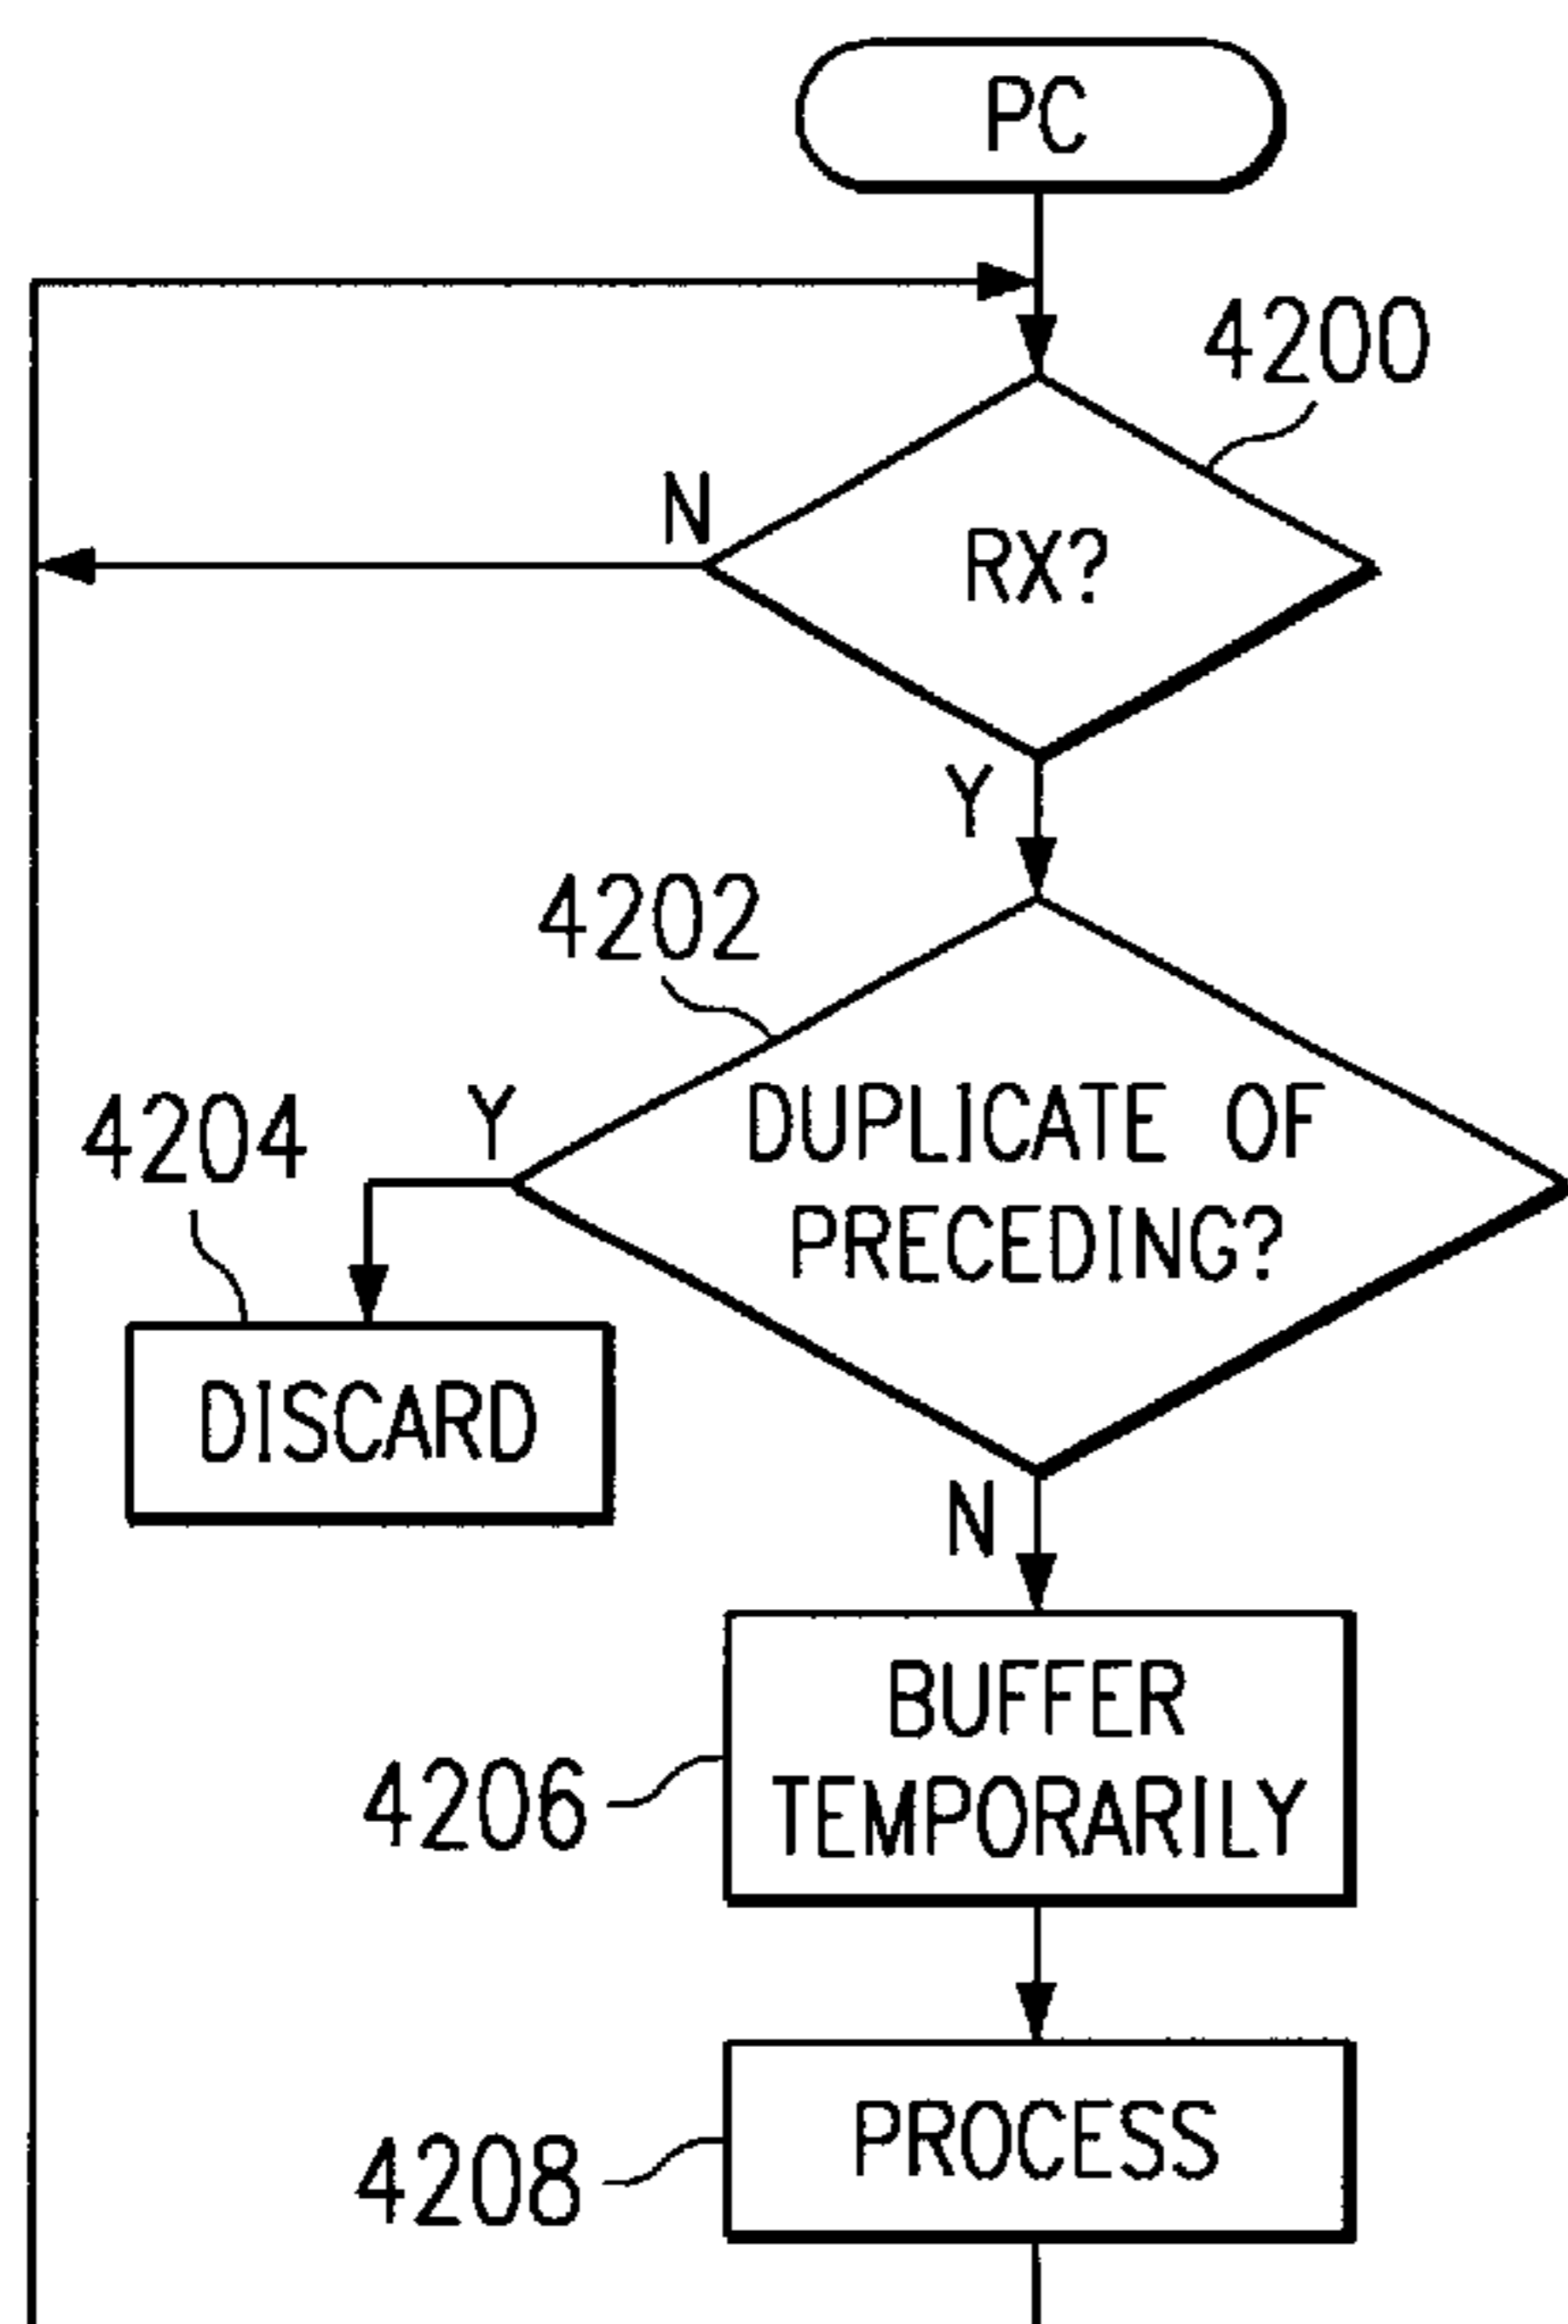 PC
4200
N
RX?
Y
4202
4204
Y
DUPLICATE OF
PRECEDING?
DISCARD
N
BUFFER
TEMPORARILY
4206
PROCESS
4208